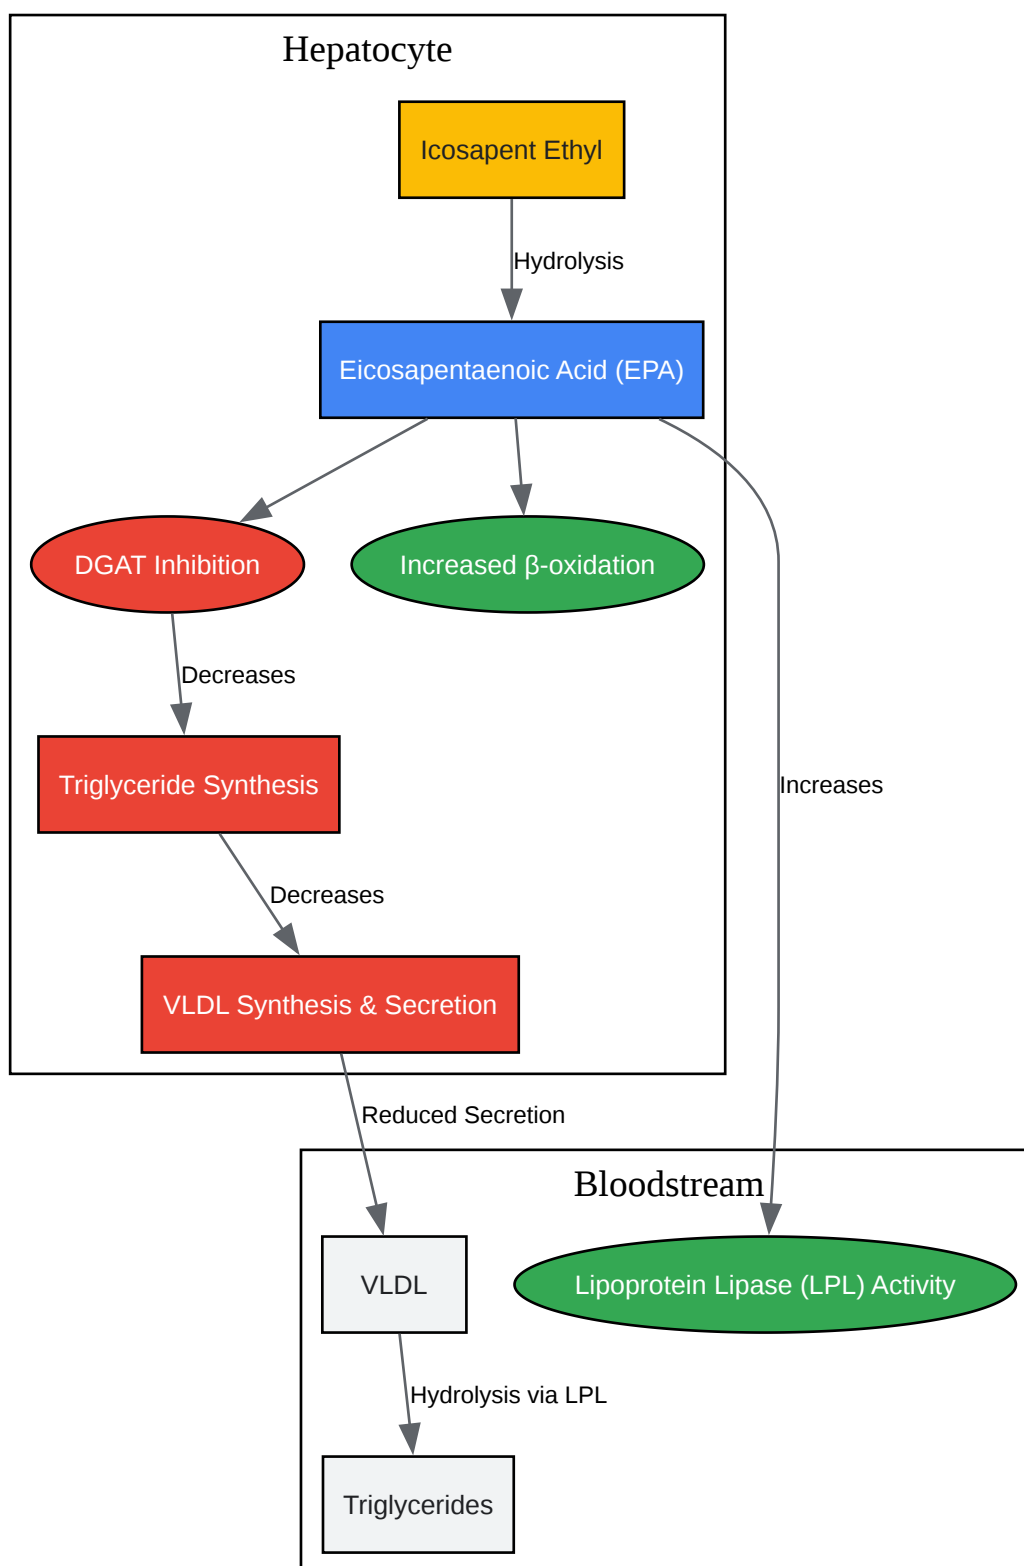 Hepatocyte
Icosapent Ethyl
Hydrolysis
Eicosapentaenoic Acid (EPA)
DGAT Inhibition
Increased β-oxidation
Decreases
Triglyceride Synthesis
Increases
Decreases
VLDL Synthesis & Secretion
Reduced Secretion
Bloodstream
VLDL
Lipoprotein Lipase (LPL) Activity
Hydrolysis via LPL
Triglycerides